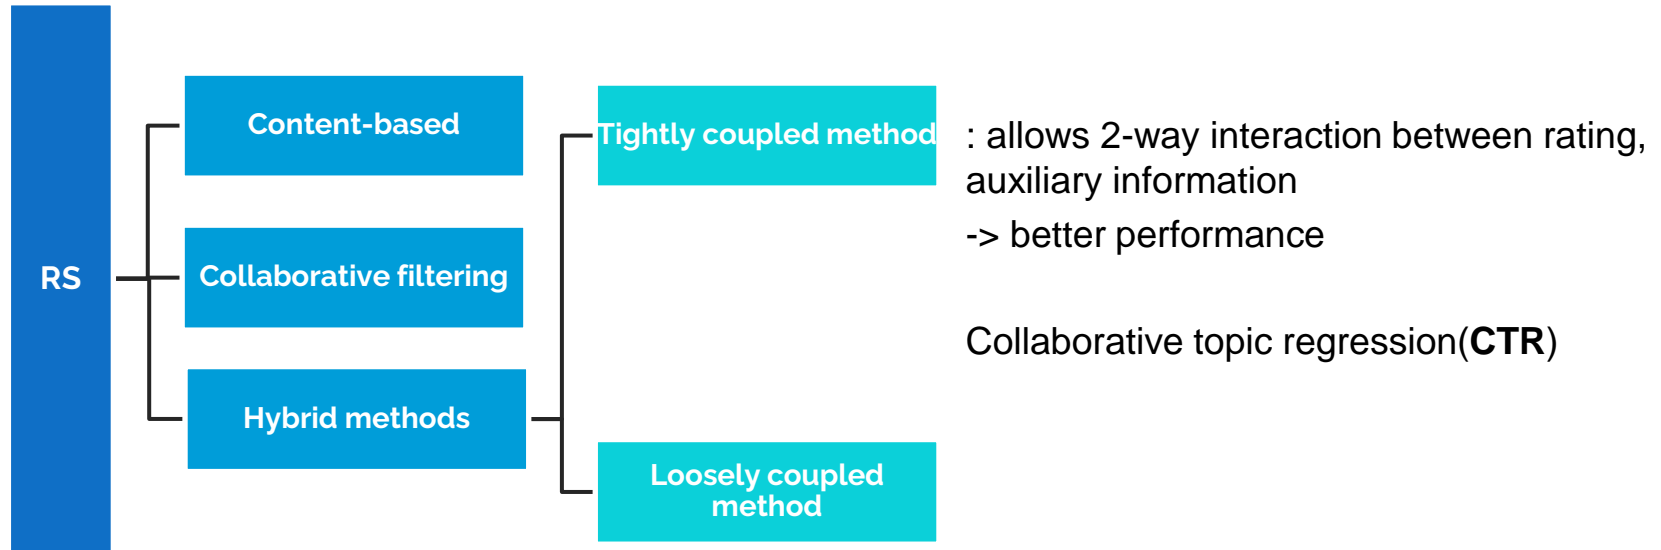 RS
Content-based
Collaborative filtering
Hybrid methods
Tightly coupled method
Loosely coupled
method
: allows 2-way interaction between rating,
auxiliary information
-> better performance
Collaborative topic regression(CTR)